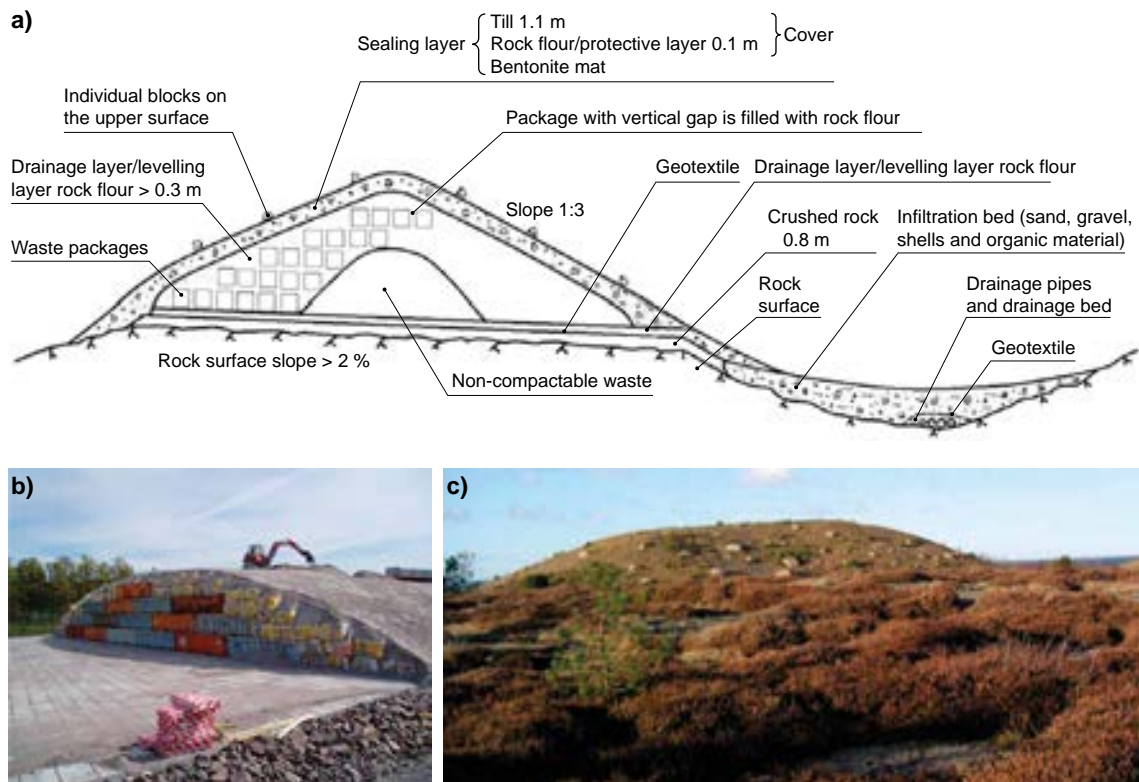 a)
Till 1.1 m
Sealing layer
Rock flour/protective layer 0.1 m
Cover
Bentonite mat
Individual blocks on
the upper surface
Package with vertical gap is filled with rock flour
Drainage layer/levelling
layer rock flour > 0.3 m
Geotextile
Drainage layer/levelling layer rock flour
Slope 1:3
Crushed rock
0.8 m
Infiltration bed (sand, gravel,
shells and organic material)
Waste packages
Rock
surface
Drainage pipes
and drainage bed
Rock surface slope > 2 %
Non-compactable waste
Geotextile
b)
c)